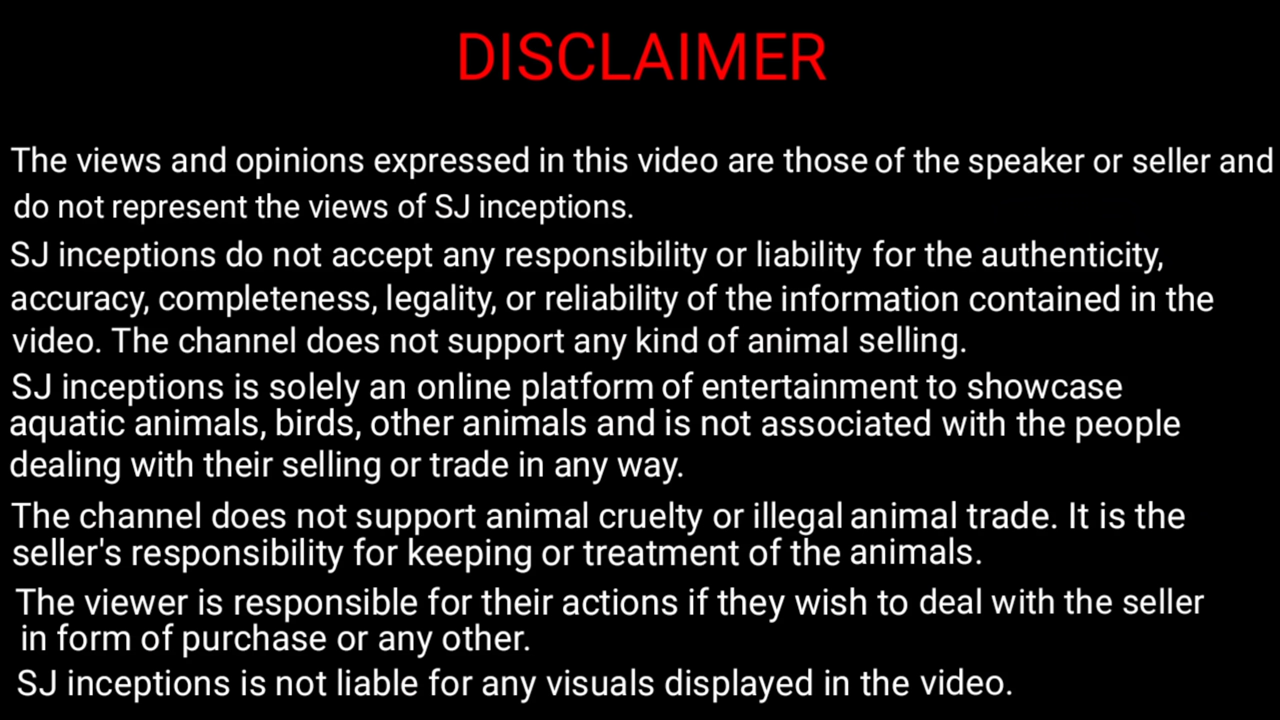 DISCLAIMER
The views and opinions expressed in this video are those of the speaker or seller and
do not represent the views of SJ inceptions.
SJ inceptions do not accept any responsibility or liability for the authenticity,
accuracy, completeness, legality, or reliability of the information contained in the
video. The channel does not support any kind of animal selling.
SJ inceptions is solely an online platform of entertainment to showcase
aquatic animals, birds, other animals and is not associated with the people
dealing with their selling or trade in any way.
The channel does not support animal cruelty or illegal animal trade. It is the
seller's responsibility for keeping or treatment of the animals.
The viewer is responsible for their actions if they wish to deal with the seller
in form of purchase or any other.
SJ inceptions is not liable for any visuals displayed in the video.